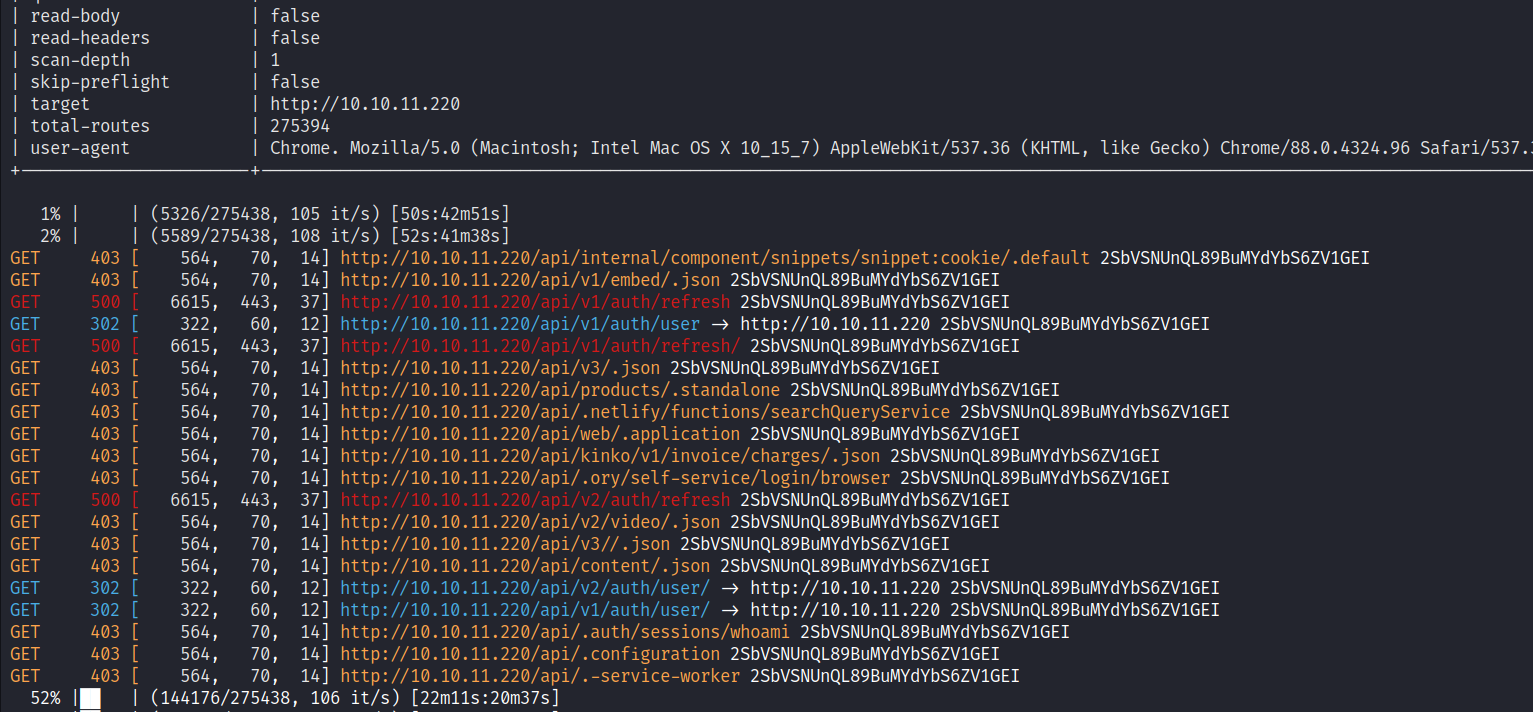 | read-body | false
| read-headers | false
| scan-depth | 1
| skip-preflight | false
| target | http://10.10.11.220
| total-routes | 275394
| user-agent | Chrome. Mozilla/5.0 (Macintosh; Intel Mac OS X 10_15_7) AppleWebKit/537.36 (KHTML, like Gecko) Chrome/88.0.4324.96 Safari/537.3
1% | | (5326/275438, 105 it/s) [50s:42m51s]
2% | | (5589/275438, 108 it/s) [52s:41m38s]
GET 403 [ 564, 70, 14] http://10.10.11.220/api/internal/component/snippets/snippet:cookie/.default 2SbVSNUnQL89BuMYdYbS6ZV1GEI
GET 403 [ 564, 70, 14] http://10.10.11.220/api/v1/embed/.json 2SbVSNUnQL89BuMYdYbS6ZV1GEI
GET 500 [ 6615, 443, 37] http://10.10.11.220/api/v1/auth/refresh 2SbVSNUnQL89BuMYdYbS6ZV1GEI
GET 302 [ 322, 60, 12] http://10.10.11.220/api/v1/auth/user → http://10.10.11.220 2SbVSNUnQL89BuMYdYbS6ZV1GEI
GET 500 [ 6615, 443, 37] http://10.10.11.220/api/v1/auth/refresh/ 2SbVSNUnQL89BuMYdYbS6ZV1GEI
GET 403 [ 564, 70, 14] http://10.10.11.220/api/v3/.json 2SbVSNUnQL89BuMYdYbS6ZV1GEI
GET 403 [ 564, 70, 14] http://10.10.11.220/api/products/.standalone 2SbVSNUnQL89BuMYdYbS6ZV1GEI
GET 403 [ 564, 70, 14] http://10.10.11.220/api/.netlify/functions/searchQueryService 2SbVSNUnQL89BuMYdYbS6ZV1GEI
GET 403 [ 564, 70, 14] http://10.10.11.220/api/web/.application 2SbVSNUnQL89BuMYdYbS6ZV1GEI
GET 403 [ 564, 70, 14] http://10.10.11.220/api/kinko/v1/invoice/charges/.json 2SbVSNUnQL89BuMYdYbS6ZV1GEI
GET 403 [ 564, 70, 14] http://10.10.11.220/api/.ory/self-service/login/browser 2SbVSNUnQL89BuMYdYbS6ZV1GEI
GET 500 [ 6615, 443, 37] http://10.10.11.220/api/v2/auth/refresh 2SbVSNUnQL89BuMYdYbS6ZV1GEI
GET 403 [ 564, 70, 14] http://10.10.11.220/api/v2/video/.json 2SbVSNUnQL89BuMYdYbS6ZV1GEI
GET 403 [ 564, 70, 14] http://10.10.11.220/api/v3//.json 2SbVSNUnQL89BuMYdYbS6ZV1GEI
GET 403 [ 564, 70, 14] http://10.10.11.220/api/content/.json 2SbVSNUnQL89BuMYdYbS6ZV1GEI
GET 302 [ 322, 60, 12] http://10.10.11.220/api/v2/auth/user/ → http://10.10.11.220 2SbVSNUnQL89BuMYdYbS6ZV1GEI
GET 302 [ 322, 60, 12] http://10.10.11.220/api/v1/auth/user/ → http://10.10.11.220 2SbVSNUnQL89BuMYdYbS6ZV1GEI
GET 403 [ 564, 70, 14] http://10.10.11.220/api/.auth/sessions/whoami 2SbVSNUnQL89BuMYdYbS6ZV1GEI
GET 403 [ 564, 70, 14] http://10.10.11.220/api/.configuration 2SbVSNUnQL89BuMYdYbS6ZV1GEI
GET 403 [ 564, 70, 14] http://10.10.11.220/api/.-service-worker 2SbVSNUnQL89BuMYdYbS6ZV1GEI
52% |██ | (144176/275438, 106 it/s) [22m11s:20m37s]